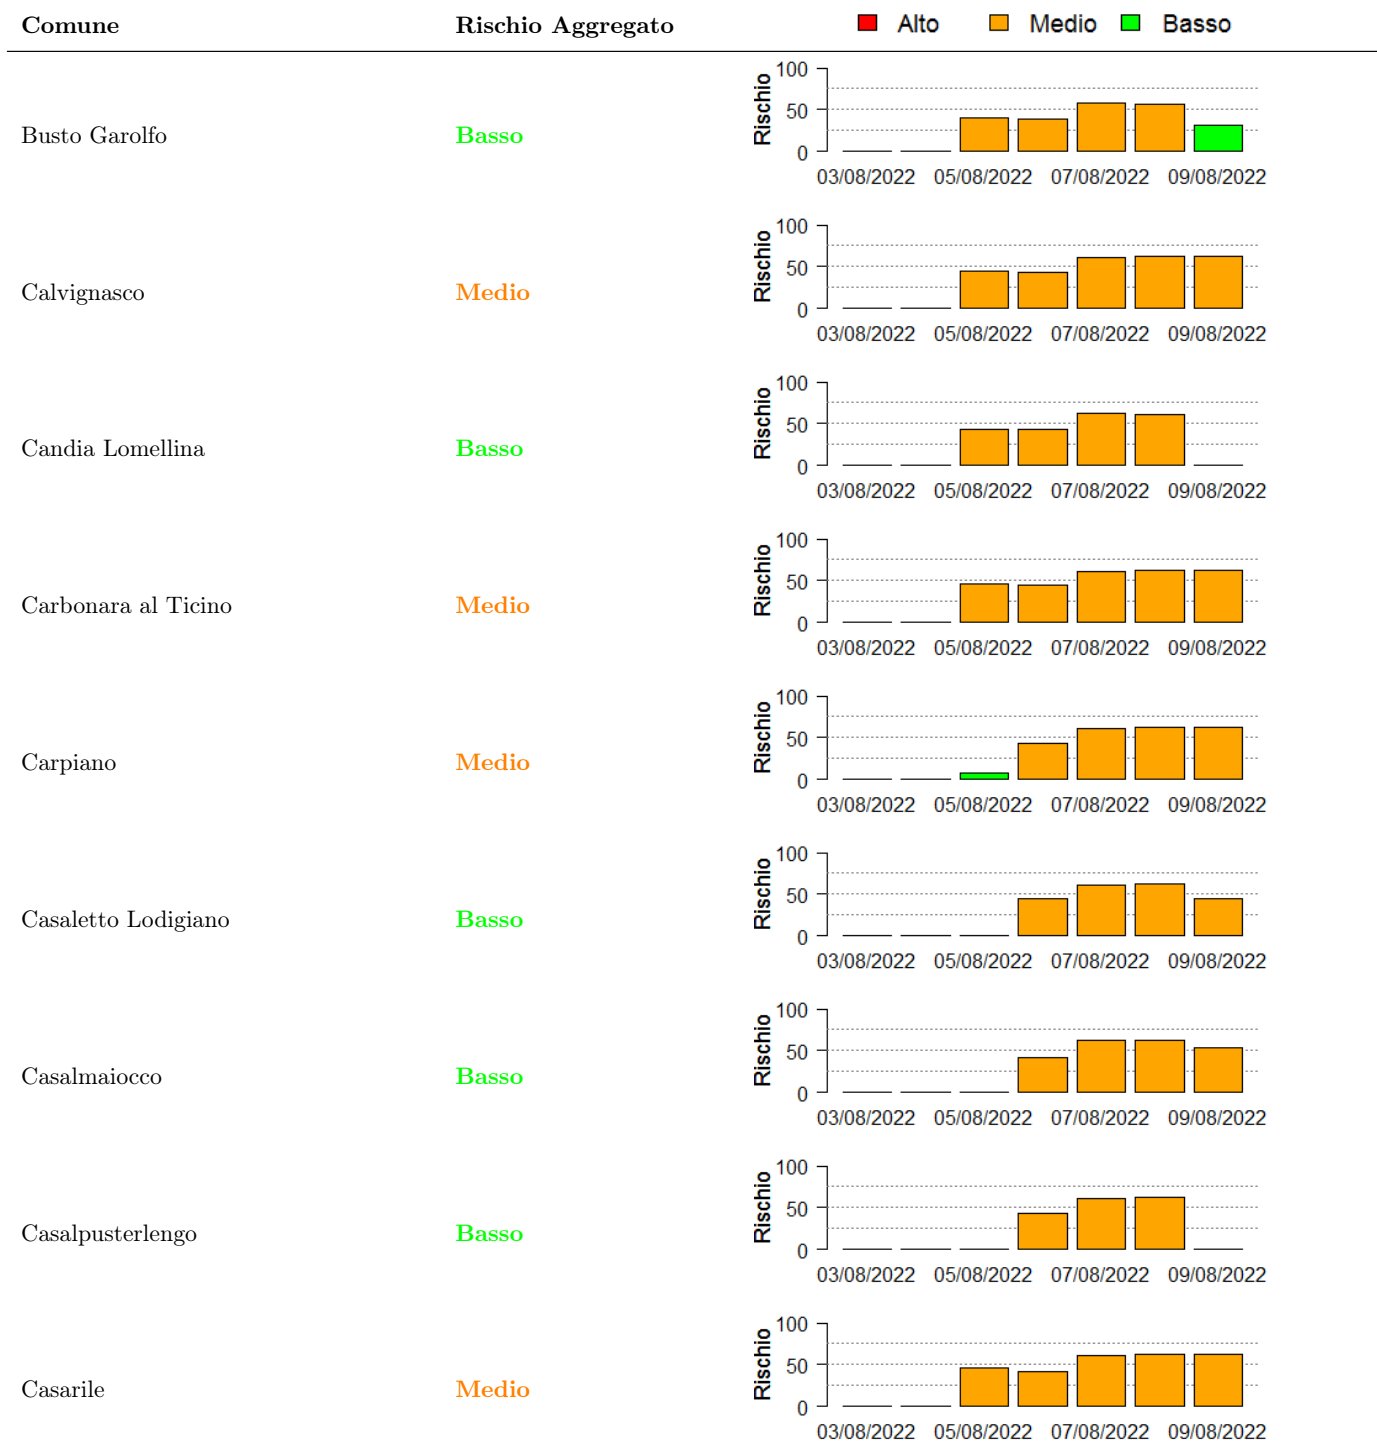 Comune Rischio Aggregato Alto Medio Basso
Busto Garolfo Basso Rischio 100 50 0
03/08/2022 05/08/2022 07/08/2022 09/08/2022
Calvignasco Medio Rischio 100 50 0
03/08/2022 05/08/2022 07/08/2022 09/08/2022
Candia Lomellina Basso Rischio 100 50 0
03/08/2022 05/08/2022 07/08/2022 09/08/2022
Carbonara al Ticino Medio Rischio 100 50 0
03/08/2022 05/08/2022 07/08/2022 09/08/2022
Carpiano Medio Rischio 100 50 0
03/08/2022 05/08/2022 07/08/2022 09/08/2022
Casaletto Lodigiano Basso Rischio 100 50 0
03/08/2022 05/08/2022 07/08/2022 09/08/2022
Casalmaiocco Basso Rischio 100 50 0
03/08/2022 05/08/2022 07/08/2022 09/08/2022
Casalpusterlengo Basso Rischio 100 50 0
03/08/2022 05/08/2022 07/08/2022 09/08/2022
Casarile Medio Rischio 100 50 0
03/08/2022 05/08/2022 07/08/2022 09/08/2022